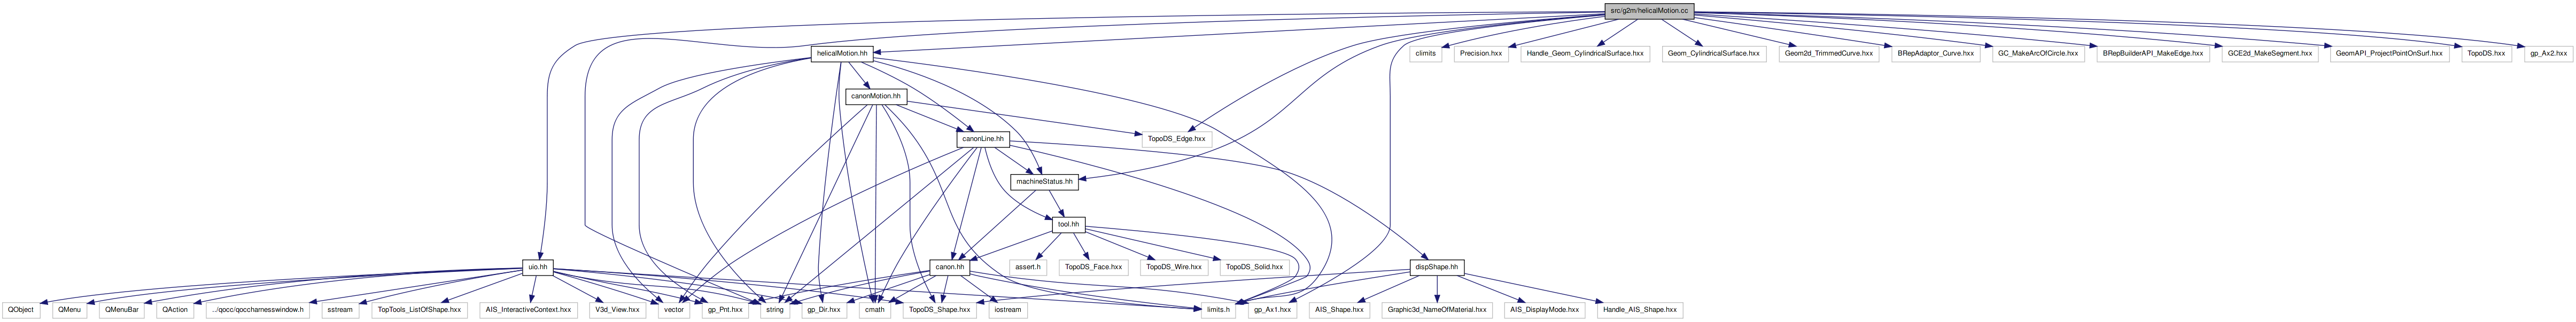 src/g2m/helicalMotion.cc
helicalMotion.hh
climits
Precision.hxx
Handle_Geom_CylindricalSurface.hxx
Geom_CylindricalSurface.hxx
Geom2d_TrimmedCurve.hxx
BRepAdaptor_Curve.hxx
GC_MakeArcOfCircle.hxx
BRepBuilderAPI_MakeEdge.hxx
GCE2d_MakeSegment.hxx
GeomAPI_ProjectPointOnSurf.hxx
TopoDS.hxx
gp_Ax2.hxx
canonMotion.hh
canonLine.hh
TopoDS_Edge.hxx
machineStatus.hh
tool.hh
uio.hh
canon.hh
assert.h
TopoDS_Face.hxx
TopoDS_Wire.hxx
TopoDS_Solid.hxx
dispShape.hh
QObject
QMenu
QMenuBar
QAction
../qocc/qoccharnesswindow.h
sstream
TopTools_ListOfShape.hxx
AIS_InteractiveContext.hxx
V3d_View.hxx
vector
gp_Pnt.hxx
string
gp_Dir.hxx
cmath
TopoDS_Shape.hxx
iostream
limits.h
gp_Ax1.hxx
AIS_Shape.hxx
Graphic3d_NameOfMaterial.hxx
AIS_DisplayMode.hxx
Handle_AIS_Shape.hxx